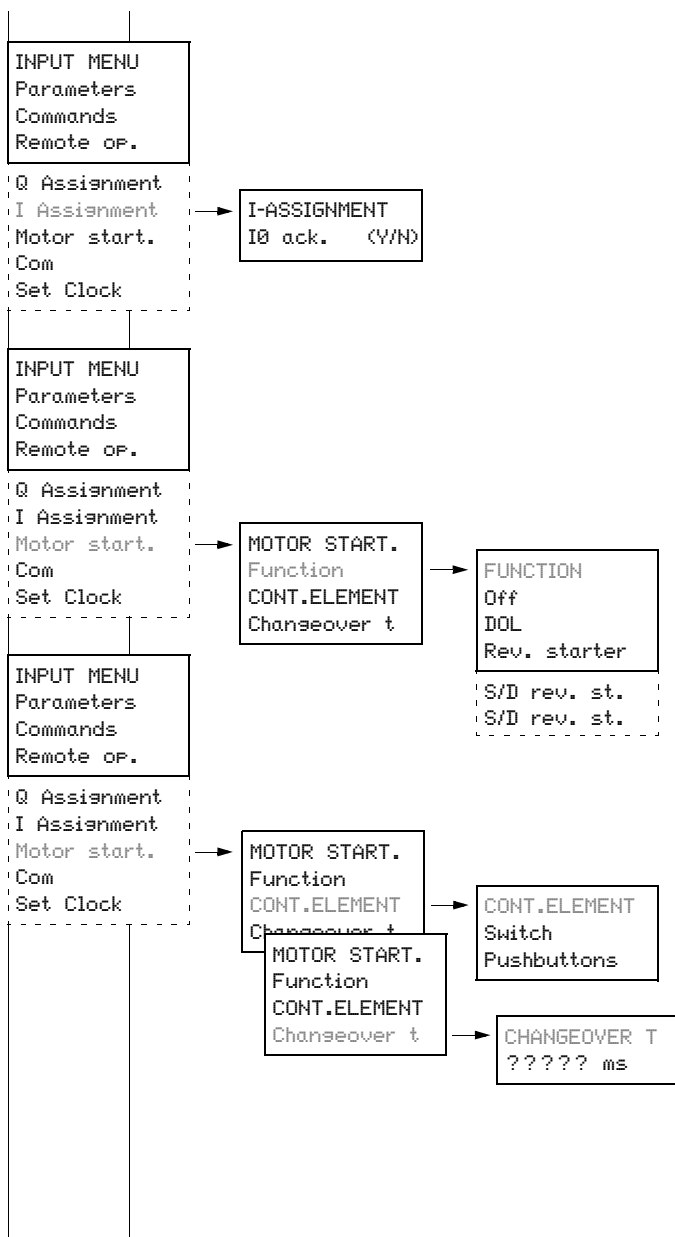 INPUT MENU
Parameters
Commands
Remote op.
Q Assignment
I Assignment
Motor start.
Com
Set Clock
I-ASSIGNMENT
I0 ack. (Y/N)
INPUT MENU
Parameters
Commands
Remote op.
Q Assignment
I Assignment
Motor start.
Com
Set Clock
MOTOR START.
Function
CONT.ELEMENT
Changeover t
FUNCTION
Off
DOL
Rev. starter
S/D rev. st.
S/D rev. st.
INPUT MENU
Parameters
Commands
Remote op.
Q Assignment
I Assignment
Motor start.
Com
Set Clock
MOTOR START.
Function
CONT.ELEMENT
Changeover t
CONT.ELEMENT
Switch
Pushbuttons
MOTOR START.
Function
CONT.ELEMENT
Changeover t
CHANGEOVER T
????? ms